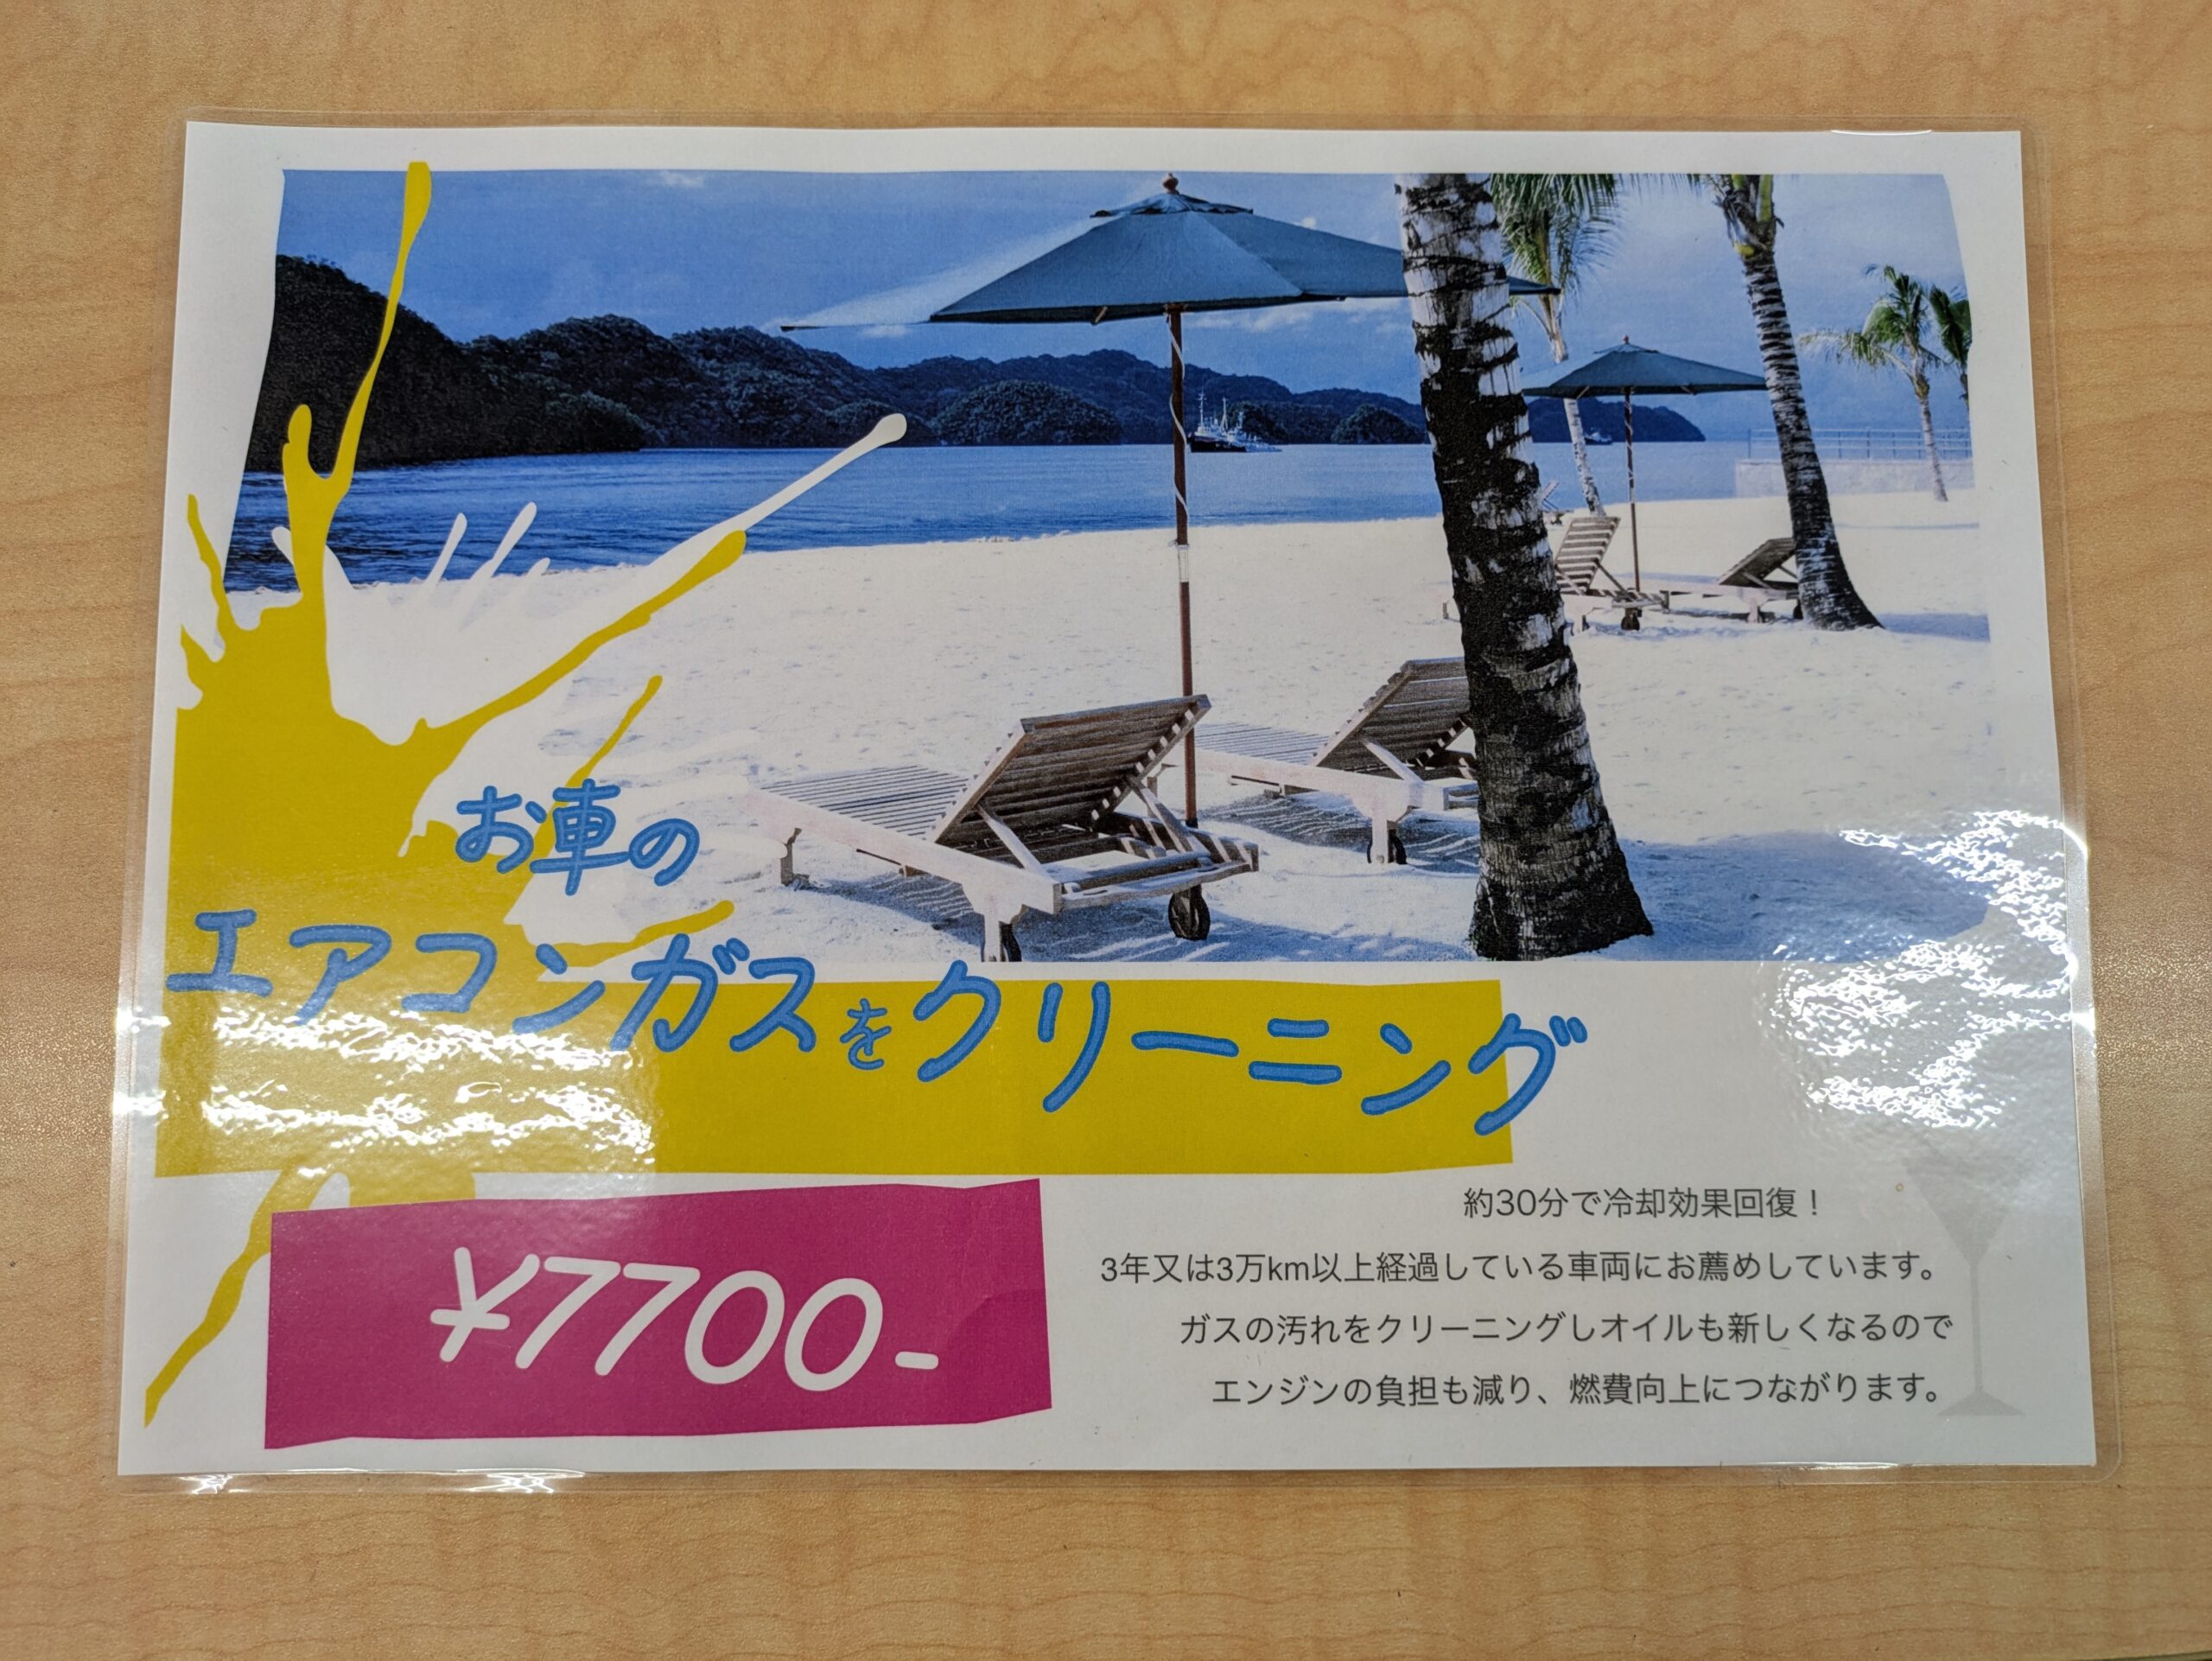 お車の
エアコンガスをクリーニング
¥7700-
約30分で冷却効果回復！
3年又は3万km以上経過している車両にお薦めしています。
ガスの汚れをクリーニングしオイルも新しくなるので
エンジンの負担も減り、燃費向上につながります。